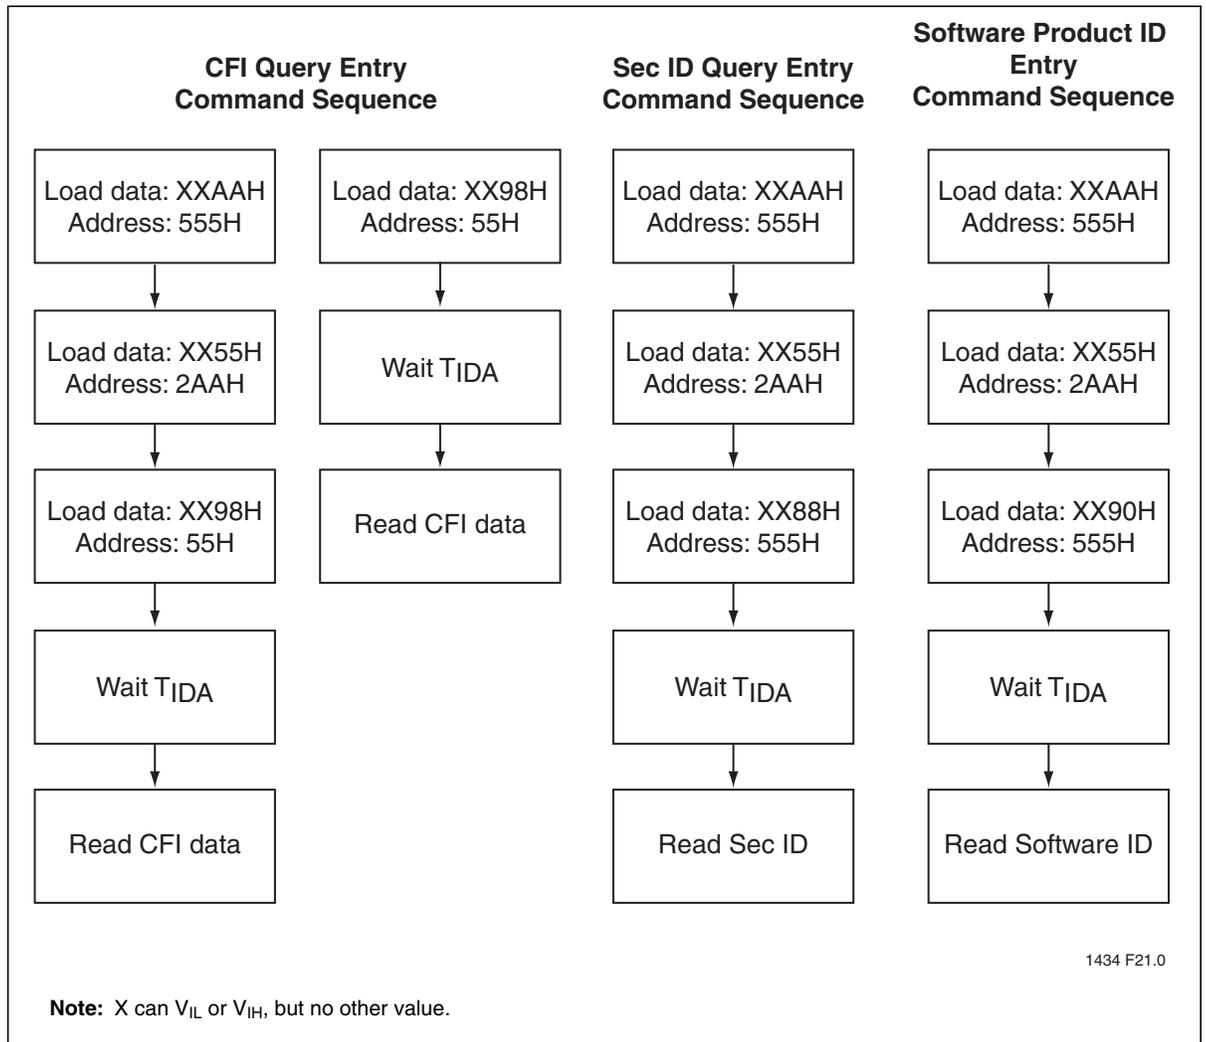 CFI Query Entry
Command Sequence
Load data: XXAAH
Address: 555H
Load data: XX55H
Address: 2AAH
Load data: XX98H
Address: 55H
Wait TIDA
Read CFI data
Load data: XX98H
Address: 55H
Wait TIDA
Read CFI data
Sec ID Query Entry
Command Sequence
Load data: XXAAH
Address: 555H
Load data: XX55H
Address: 2AAH
Load data: XX88H
Address: 555H
Wait TIDA
Read Sec ID
Software Product ID
Entry
Command Sequence
Load data: XXAAH
Address: 555H
Load data: XX55H
Address: 2AAH
Load data: XX90H
Address: 555H
Wait TIDA
Read Software ID
1434 F21.0
Note: X can VIL or VIH, but no other value.